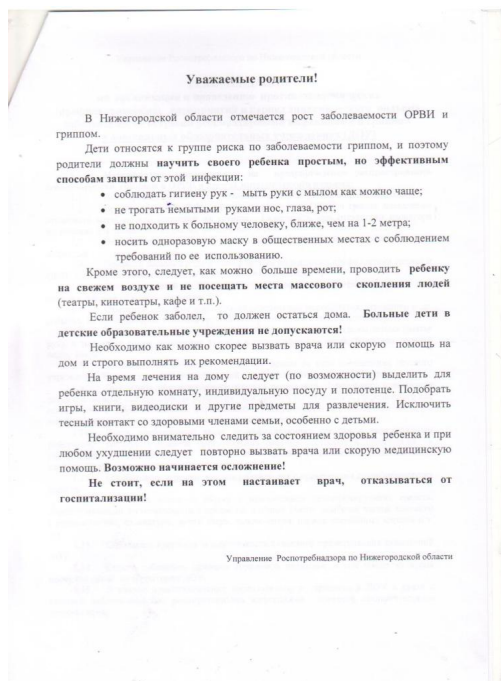 Уважаемые родители!
В Нижегородской области отмечается рост заболеваемости ОРВИ и
гриппом.
Дети относятся к группе риска по заболеваемости гриппом, и поэтому
родители должны научить своего ребенка простым, но эффективным
способам защиты от этой инфекции:
• соблюдать гигиену рук - мыть руки с мылом как можно чаще;
• не трогать немытыми руками нос, глаза, рот;
• не подходить к больному человеку, ближе, чем на 1-2 метра;
• носить одноразовую маску в общественных местах с соблюдением
требований по ее использованию.
Кроме этого, следует, как можно больше времени, проводить ребенку
на свежем воздухе и не посещать места массового скопления людей
(театры, кинотеатры, кафе и т.п.).
Если ребенок заболел, то должен остаться дома. Больные дети в
детские образовательные учреждения не допускаются!
Необходимо как можно скорее вызвать врача или скорую помощь на
дом и строго выполнять их рекомендации.
На время лечения на дому следует (по возможности) выделить для
ребенка отдельную комнату, индивидуальную посуду и полотенце. Подобрать
игры, книги, видеодиски и другие предметы для развлечения. Исключить
тесный контакт со здоровыми членами семьи, особенно с детьми.
Необходимо внимательно следить за состоянием здоровья ребенка и при
любом ухудшении следует повторно вызвать врача или скорую медицинскую
помощь. Возможно начинается осложнение!
Не стоит, если на этом настаивает врач, отказываться от
госпитализации!
Управление Роспотребнадзора по Нижегородской области